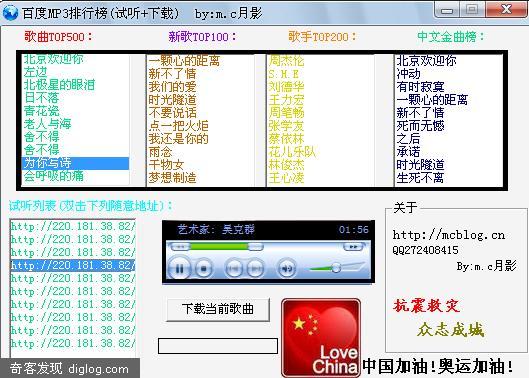 百度MP3排行榜(试听+下载)  by:m.c月影
歌曲TOP500:
新歌TOP100:
歌手TOP200:
中文金曲榜:
北京欢迎你
左边
北极星的眼泪
日不落
青花瓷
老人与海
舍不得
舍不得
为你写诗
会呼吸的痛
一颗心的距离
新不了情
我们的爱
时光隧道
不要说话
点一把火炬
我还是你的
雨念
千物女
梦想制造
周杰伦
S.H.E
刘德华
王力宏
周笔畅
张学友
蔡依林
花儿乐队
林俊杰
王心凌
北京欢迎你
冲动
有时寂寞
一颗心的距离
新不了情
死而无憾
之后
承诺
时光隧道
生死不离
试听列表(双击下列随意地址):
http://220.181.38.82/
http://220.181.38.82/
http://220.181.38.82/
http://220.181.38.82/
http://220.181.38.82/
http://220.181.38.82/
http://220.181.38.82/
http://220.181.38.82/
http://220.181.38.82/
http://220.181.38.82/
艺术家: 吴克群
01:56
下载当前歌曲
Love
China
关于
http://mcblog.cn
QQ272408415
By:m.c月影
抗震救灾
众志成城
中国加油!奥运加油!
奇客发现 diglog.com